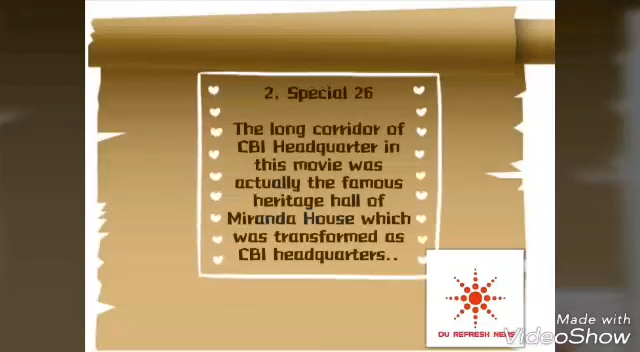 2. Special 26
The long corridor of
CBI Headquarter in
this movie was
actually the famous
heritage hall of
Miranda House which
was transformed as
CBI headquarters..
DU REFRESH NEWS
Made with
VideoShow